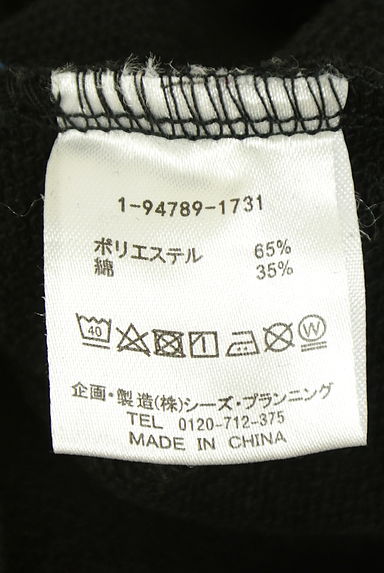 1-94789-1731
ポリエステル 65%
綿 35%
40 W
企画・製造(株)シーズ・プランニング
TEL 0120-712-375
MADE IN CHINA